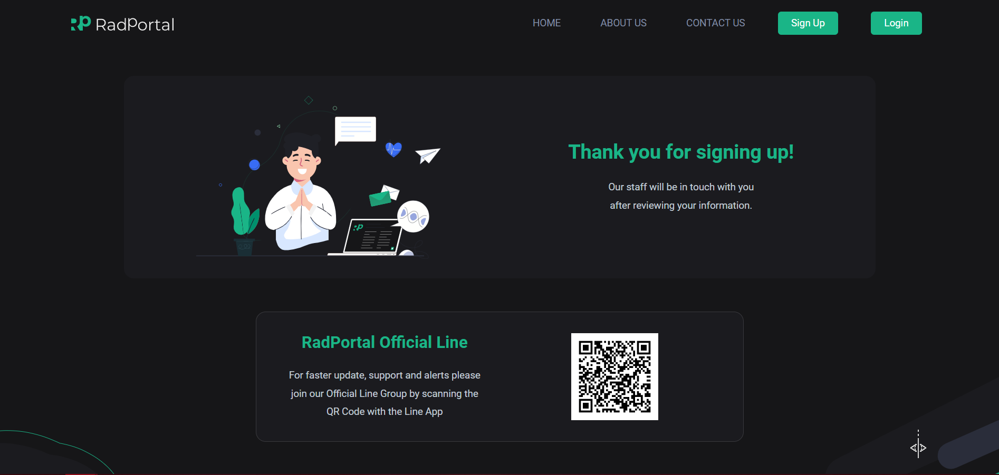 RadPortal
HOME
ABOUT US
CONTACT US
Sign Up
Login
Thank you for signing up!
Our staff will be in touch with you
after reviewing your information.
RadPortal Official Line
For faster update, support and alerts please
join our Official Line Group by scanning the
QR Code with the Line App